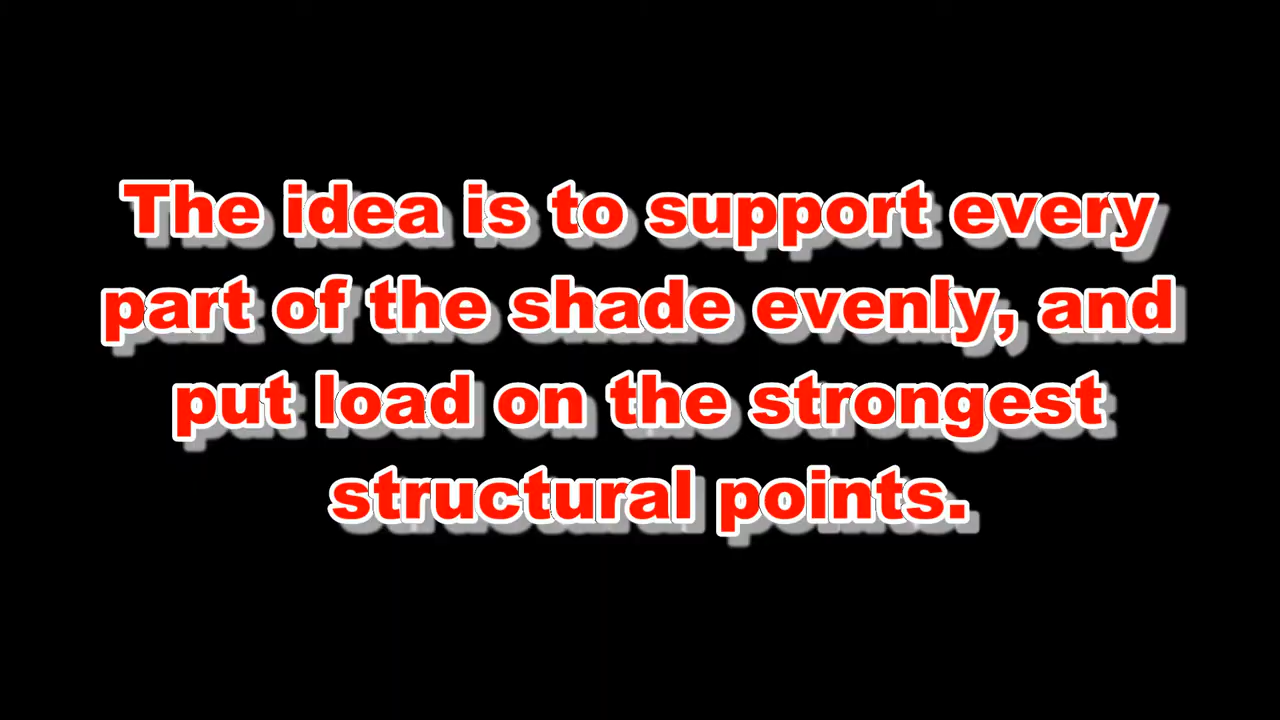 The idea is to support every
part of the shade evenly, and
put load on the strongest
structural points.